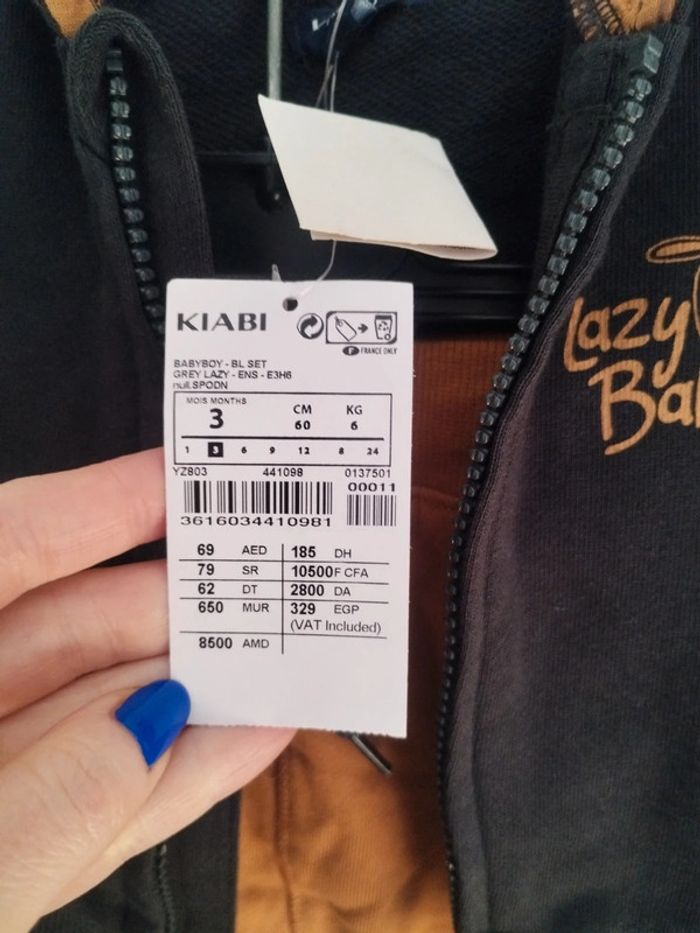 KIABI
FRANCE ONLY
BABYBOY - BL SET
GREY LAZY - ENS - E3H6
null.SPODN
MOIS MONTHS
3
CM
60
KG
6
1 3 6 9 12 8 24
YZ803 441098 0137501
00011
3616034410981
69 AED 185 DH
79 SR 10500F CFA
62 DT 2800 DA
650 MUR 329 EGP
(VAT Included)
8500 AMD
Lazy